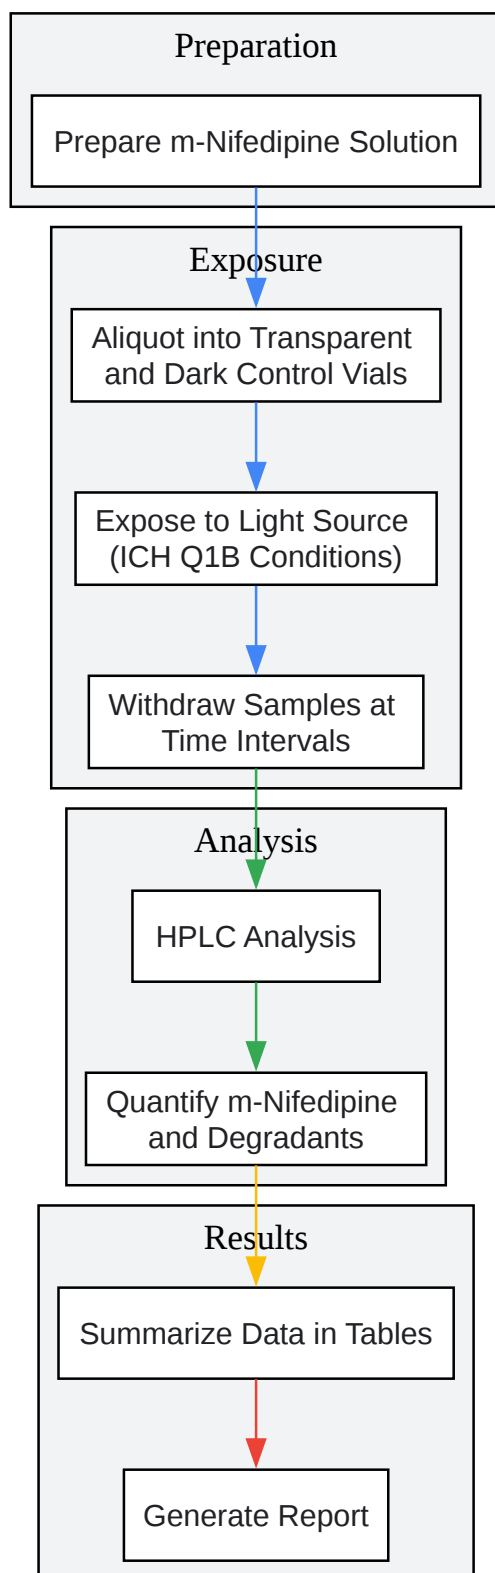 Preparation
Prepare m-Nifedipine Solution
Exposure
Aliquot into Transparent
and Dark Control Vials
Expose to Light Source
(ICH Q1B Conditions)
Withdraw Samples at
Time Intervals
Analysis
HPLC Analysis
Quantify m-Nifedipine
and Degradants
Results
Summarize Data in Tables
Generate Report